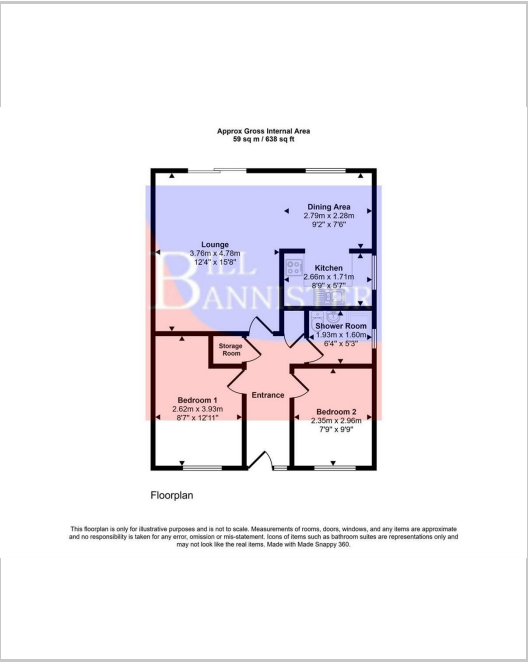 Approx Gross Internal Area
59 sq m / 638 sq ft
Dining Area
2.79m x 2.28m
9'2" x 7'6"
Lounge
3.76m x 4.78m
12'4" x 15'8"
Kitchen
2.66m x 1.71m
8'9" x 5'7"
BILL
BANNISTER
Shower Room
1.93m x 1.60m
6'4" x 5'3"
Storage
Room
Bedroom 1
2.62m x 3.93m
8'7" x 12'11"
Entrance
Bedroom 2
2.35m x 2.96m
7'9" x 9'9"
Floorplan
This floorplan is only for illustrative purposes and is not to scale. Measurements of rooms, doors, windows, and any items are approximate
and no responsibility is taken for any error, omission or mis-statement. Icons of items such as bathroom suites are representations only and
may not look like the real items. Made with Made Snappy 360.